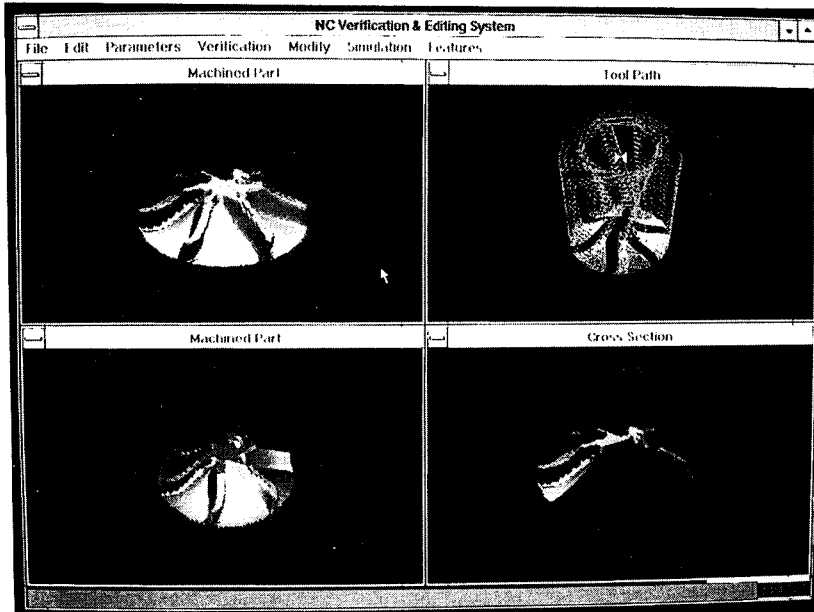 NC Verification & Editing System
File Edit Parameters Verification Modify Simulation Features
Machined Part
Tool Path
Machined Part
Cross Section